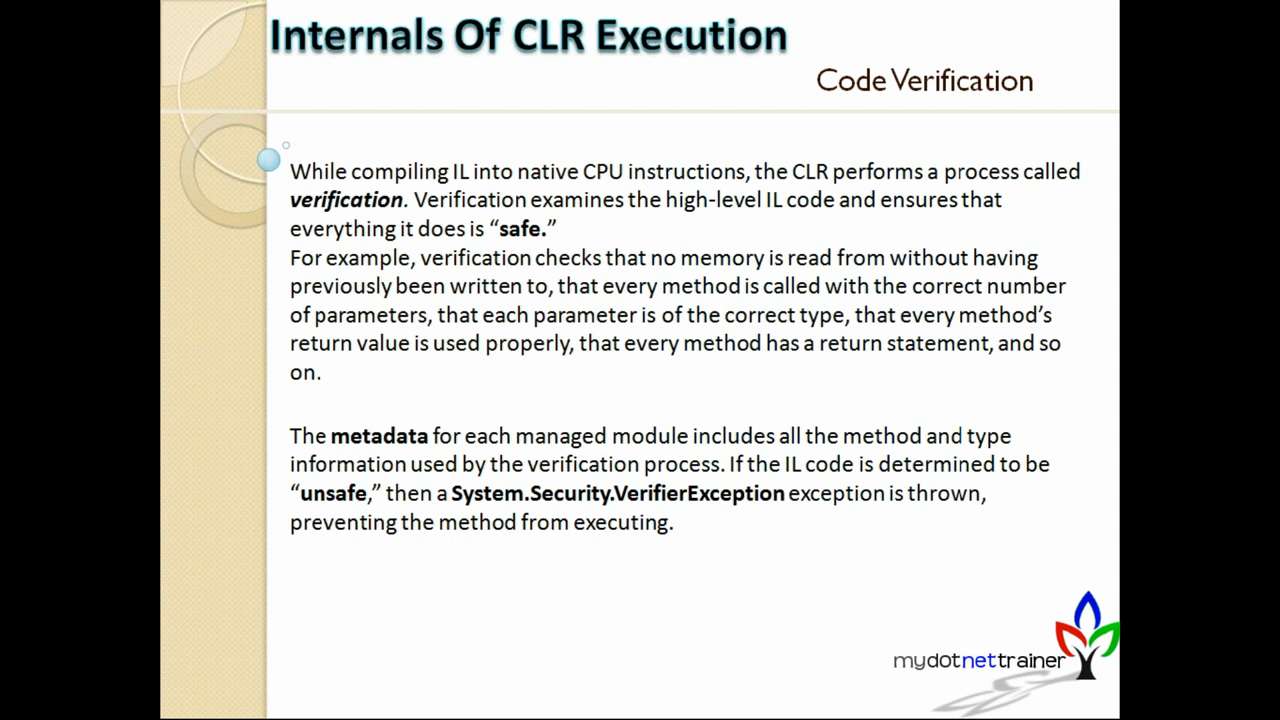 Internals Of CLR Execution
Code Verification
While compiling IL into native CPU instructions, the CLR performs a process called
verification. Verification examines the high-level IL code and ensures that
everything it does is “safe.”
For example, verification checks that no memory is read from without having
previously been written to, that every method is called with the correct number
of parameters, that each parameter is of the correct type, that every method’s
return value is used properly, that every method has a return statement, and so
on.
The metadata for each managed module includes all the method and type
information used by the verification process. If the IL code is determined to be
“unsafe,” then a System.Security.VerifierException exception is thrown,
preventing the method from executing.
mydotnettrainer